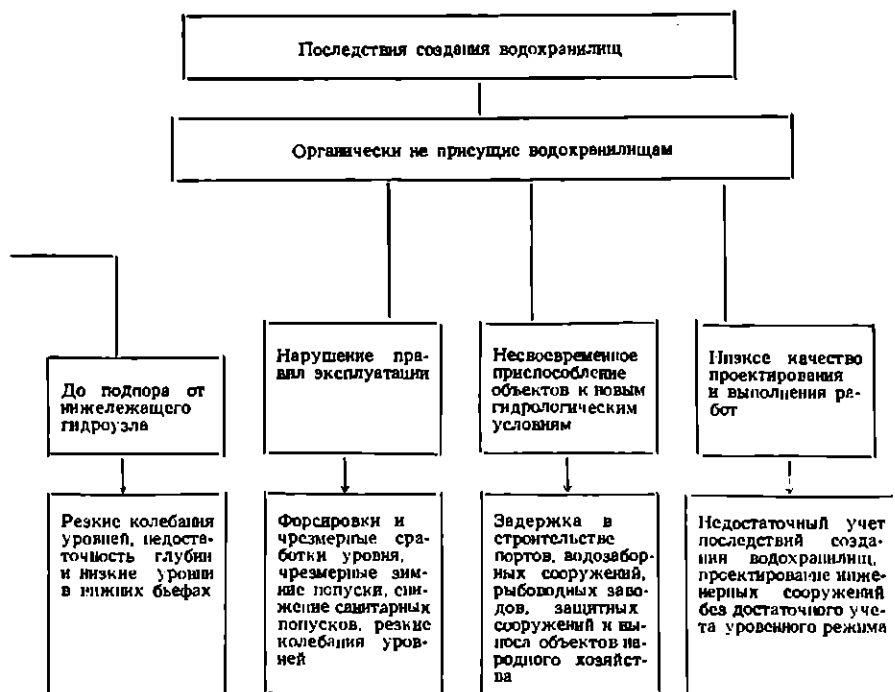 Последствия создания водохранилищ
Органически не присущие водохранилищам
До подпора от
нижележащего
гидроузла
Нарушение пра-
вил эксплуатации
Несвоевременное
приспособление
объектов к новым
гидрологическим
условиям
Низкое качество
проектирования
и выполнения ра-
бот
Резкие колебания
уровней, недоста-
точность глубин
и низкие уровни
в нижних бьефах
Форсировки и
чрезмерные сра-
ботки уровня,
чрезмерные зим-
ние попуски, сни-
жение санитарных
попусков, резкие
колебания уров-
ней
Задержка в
строительстве
портов, водозабор-
ных сооружений,
рыбоводных заво-
дов, защитных
сооружений и вы-
носа объектов на-
родного хозяйст-
ва
Недостаточный учет
последствий созда-
ния водохранилищ,
проектирование инже-
нерных сооружений
без достаточного уче-
та уровенного режима